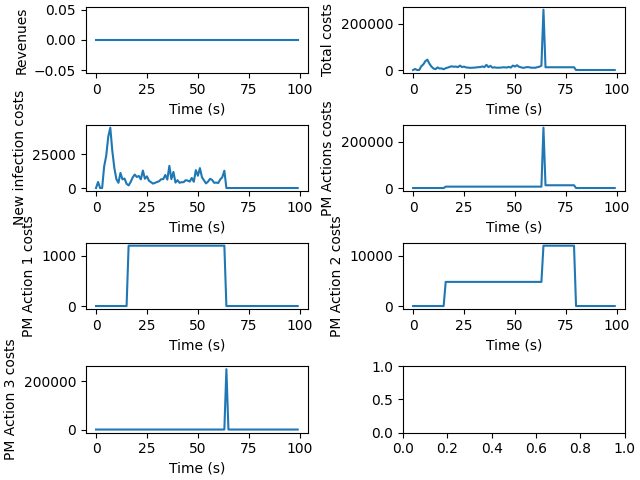 Revenues
0.05
0.00
−0.05
0 25 50 75 100
Time (s)
Total costs
200000
0
0 25 50 75 100
Time (s)
New infection costs
25000
0
0 25 50 75 100
Time (s)
PM Actions costs
200000
0
0 25 50 75 100
Time (s)
PM Action 1 costs
1000
0
0 25 50 75 100
Time (s)
PM Action 2 costs
10000
0
0 25 50 75 100
Time (s)
PM Action 3 costs
200000
0
0 25 50 75 100
Time (s)
1.0
0.5
0.0
0.0 0.2 0.4 0.6 0.8 1.0